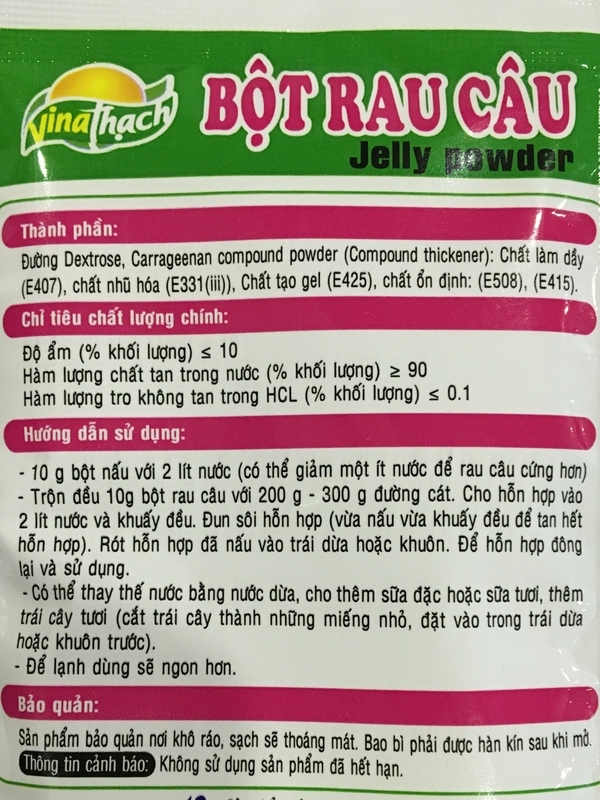 VinaThạch
BỘT RAU CÂU
Jelly powder
Thành phần:
Đường Dextrose, Carrageenan compound powder (Compound thickener): Chất làm dầy
(E407), chất nhũ hóa (E331(iii)), Chất tạo gel (E425), chất ổn định: (E508), (E415).
Chỉ tiêu chất lượng chính:
Độ ẩm (% khối lượng) ≤ 10
Hàm lượng chất tan trong nước (% khối lượng) ≥ 90
Hàm lượng tro không tan trong HCL (% khối lượng) ≤ 0.1
Hướng dẫn sử dụng:
- 10 g bột nấu với 2 lít nước (có thể giảm một ít nước để rau câu cứng hơn)
- Trộn đều 10g bột rau câu với 200 g - 300 g đường cát. Cho hỗn hợp vào
2 lít nước và khuấy đều. Đun sôi hỗn hợp (vừa nấu vừa khuấy đều để tan hết
hỗn hợp). Rót hỗn hợp đã nấu vào trái dừa hoặc khuôn. Để hỗn hợp đông
lại và sử dụng.
- Có thể thay thế nước bằng nước dừa, cho thêm sữa đặc hoặc sữa tươi, thêm
trái cây tươi (cắt trái cây thành những miếng nhỏ, đặt vào trong trái dừa
hoặc khuôn trước).
- Để lạnh dùng sẽ ngon hơn.
Bảo quản:
Sản phẩm bảo quản nơi khô ráo, sạch sẽ thoáng mát. Bao bì phải được hàn kín sau khi mở.
Thông tin cảnh báo: Không sử dụng sản phẩm đã hết hạn.